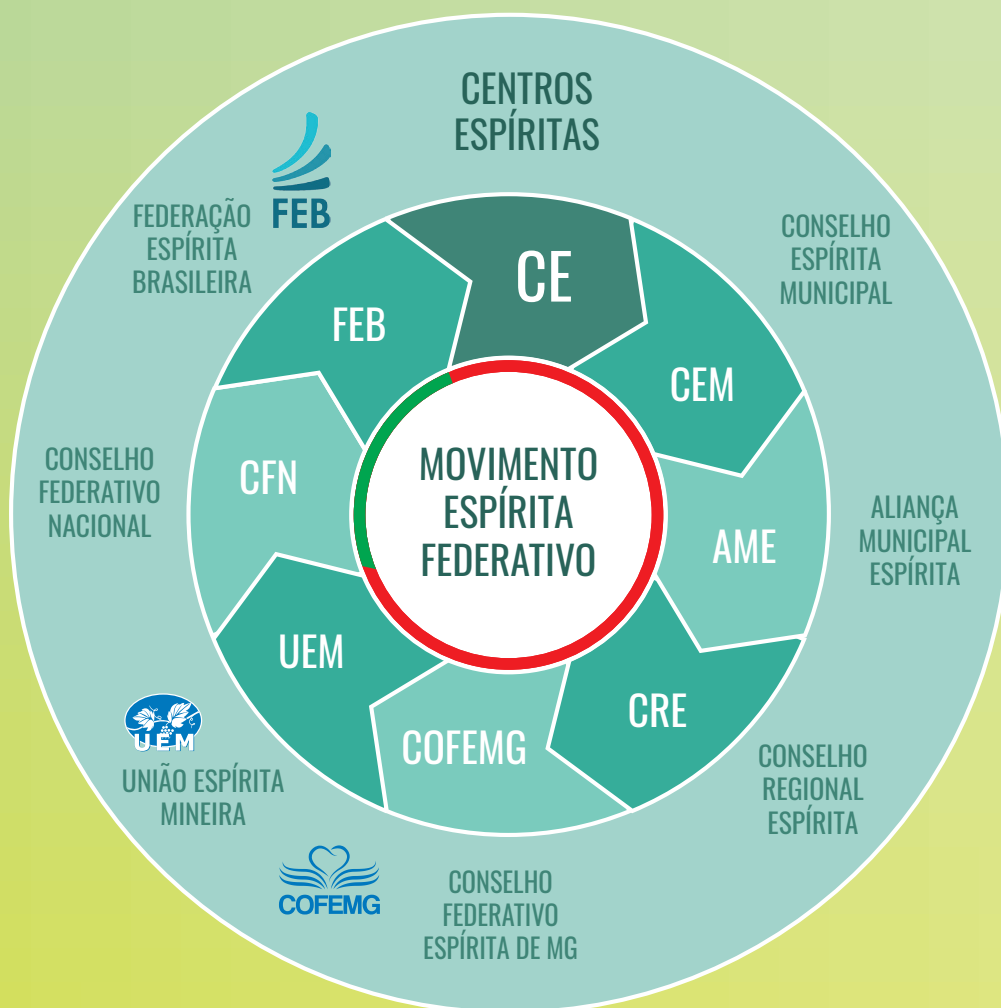 CENTROS
ESPÍRITAS
CE
CONSELHO
ESPÍRITA
MUNICIPAL
CEM
ALIANÇA
MUNICIPAL
ESPÍRITA
AME
CONSELHO
REGIONAL
ESPÍRITA
CRE
CONSELHO
FEDERATIVO
ESPÍRITA DE MG
COFEMG
COFEMG
UNIÃO ESPÍRITA
MINEIRA
UEM
UEM
CONSELHO
FEDERATIVO
NACIONAL
CFN
FEDERAÇÃO
ESPÍRITA
BRASILEIRA
FEB
FEB
MOVIMENTO
ESPÍRITA
FEDERATIVO